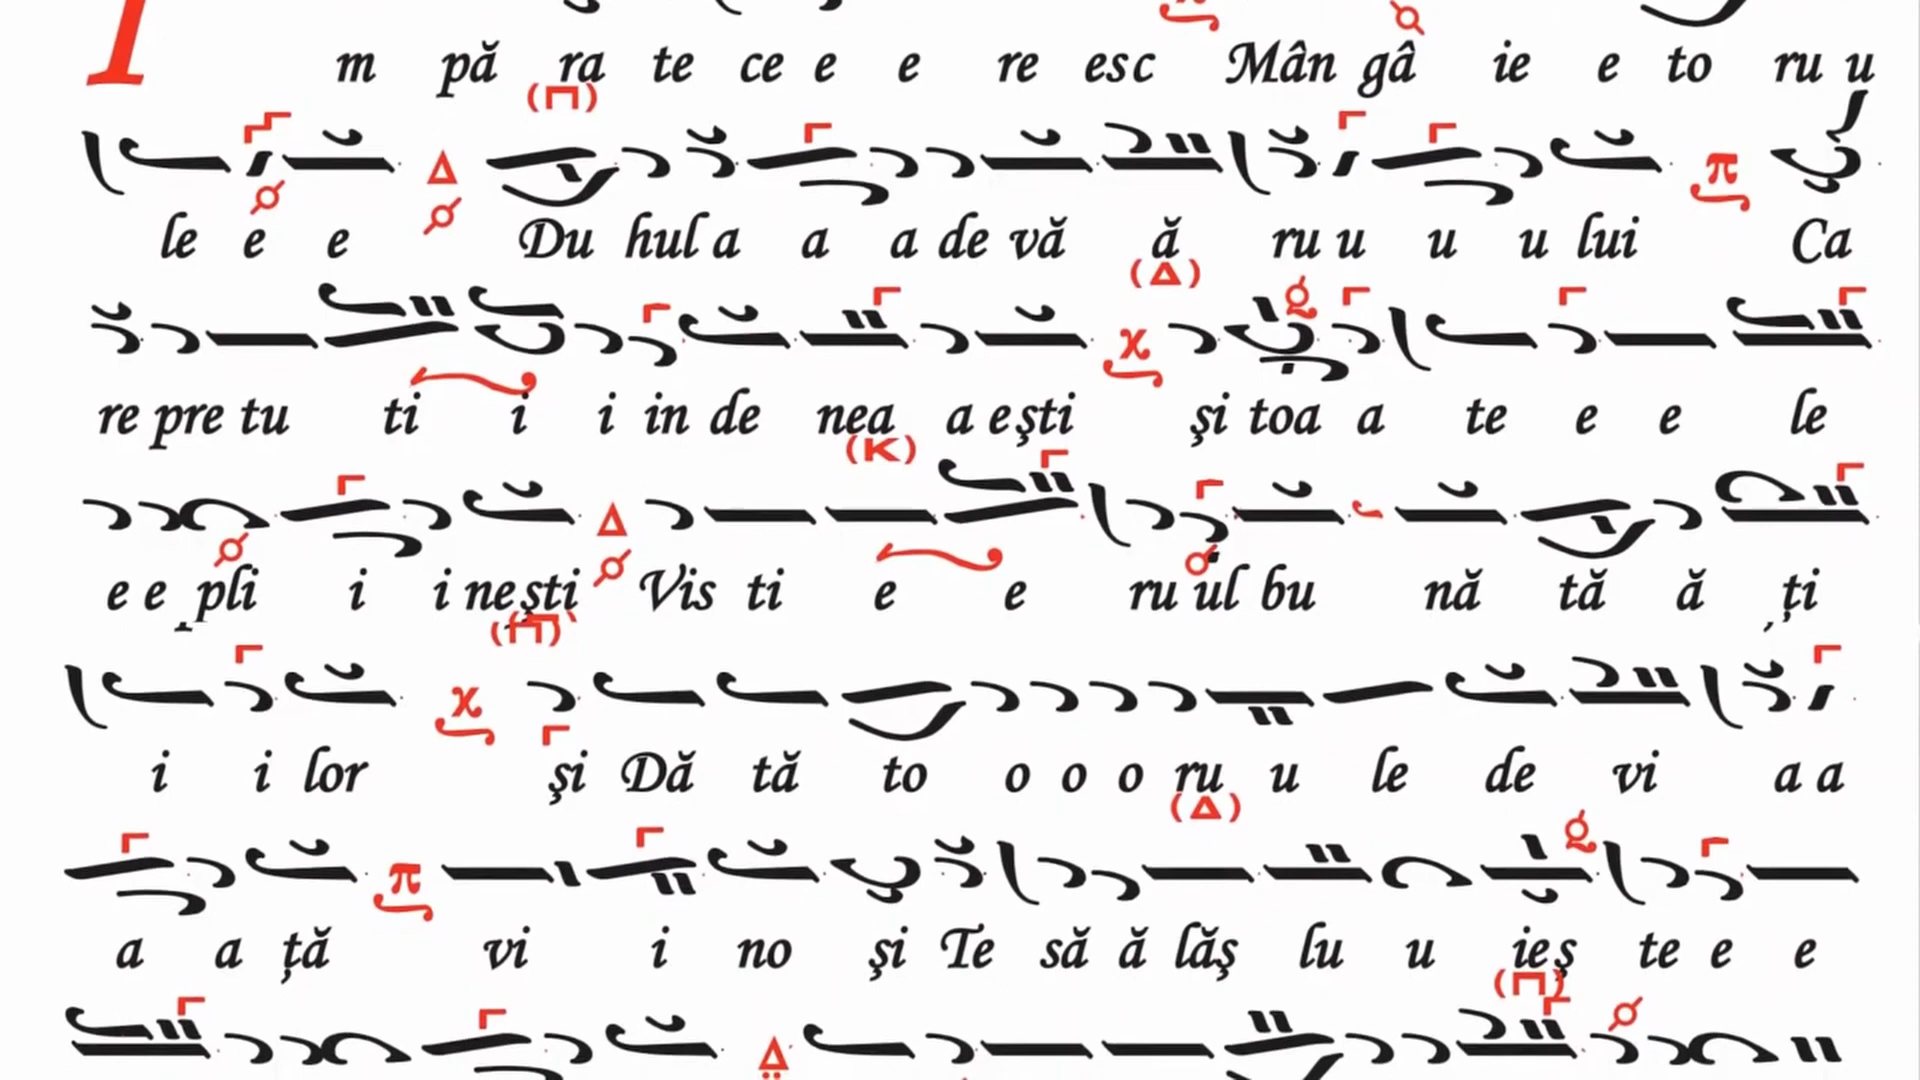 Î m pă ra te ce e e re esc Mân gâ ie e to ru u
(Π)
le e e Δ Du hul a a a de vă ă ru u u u lui π Ca
(Δ)
re pre tu ti i i in de nea a eşti χ şi toa a te e e le
(K)
e e pli i i neşti Δ Vis ti e e ru ul bu nă tă ă ți
(Π)
i i lor χ şi Dă tă to o o o ru u le de vi a a
(Δ)
a a ță π vi i no şi Te să ă lăş lu u ieş te e e
(Π)
Δ